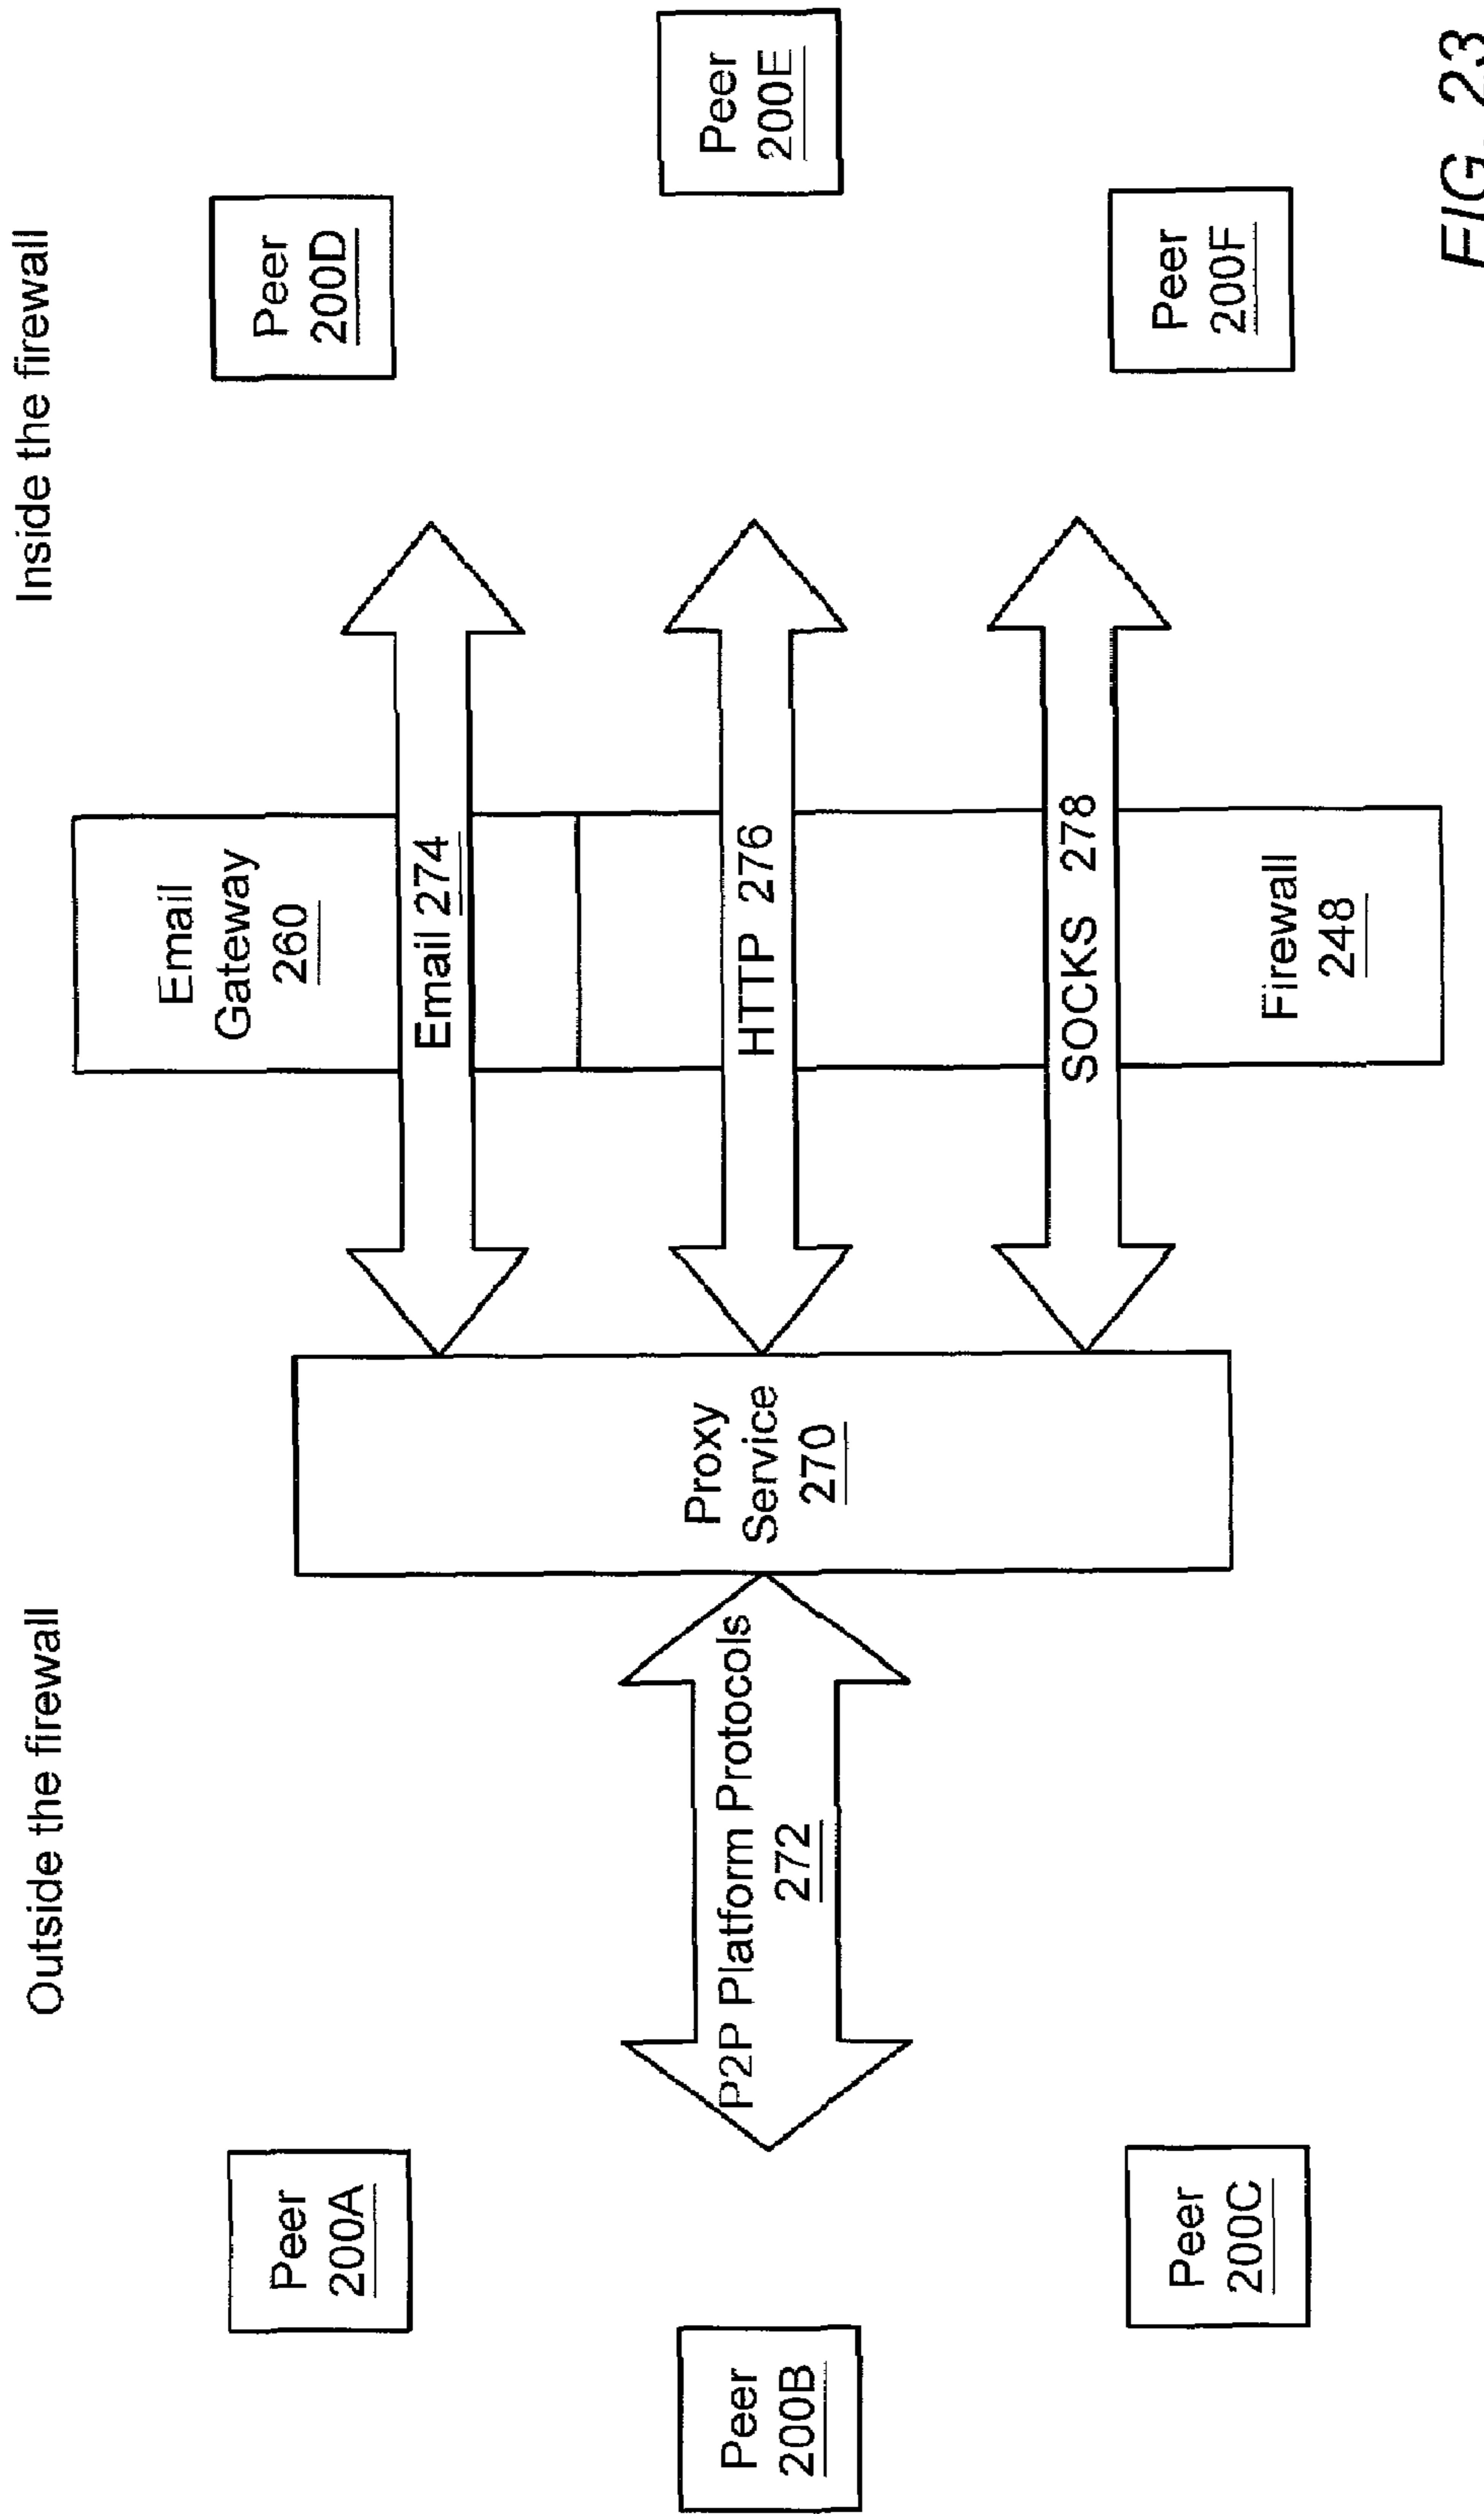 Outside the firewall
Inside the firewall
Peer
200A
Peer
200B
Peer
200C
P2P Platform Protocols
272
Proxy
Service
270
Email
Gateway
260
Email 274
HTTP 276
SOCKS 278
Firewall
248
Peer
200D
Peer
200E
Peer
200F
FIG. 23